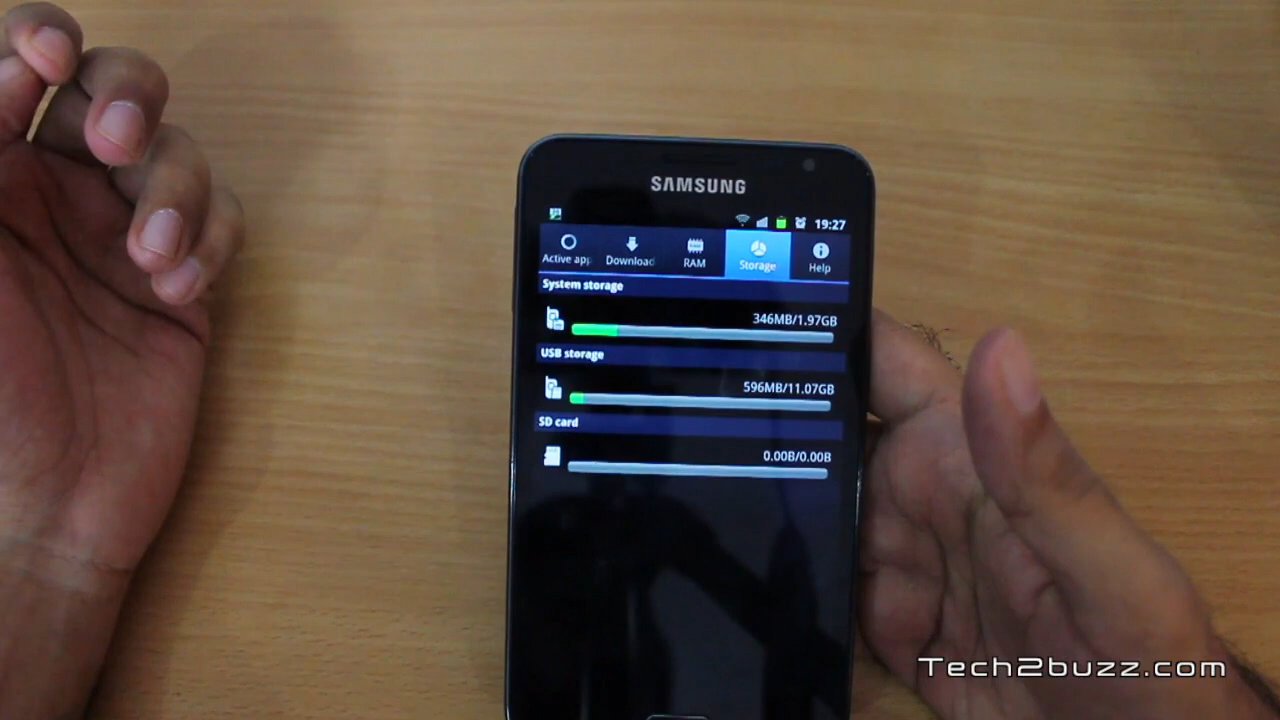 SAMSUNG
19:27
Active app Download RAM Storage Help
System storage
346MB/1.97GB
USB storage
596MB/11.07GB
SD card
0.00B/0.00B
Tech2buzz.com